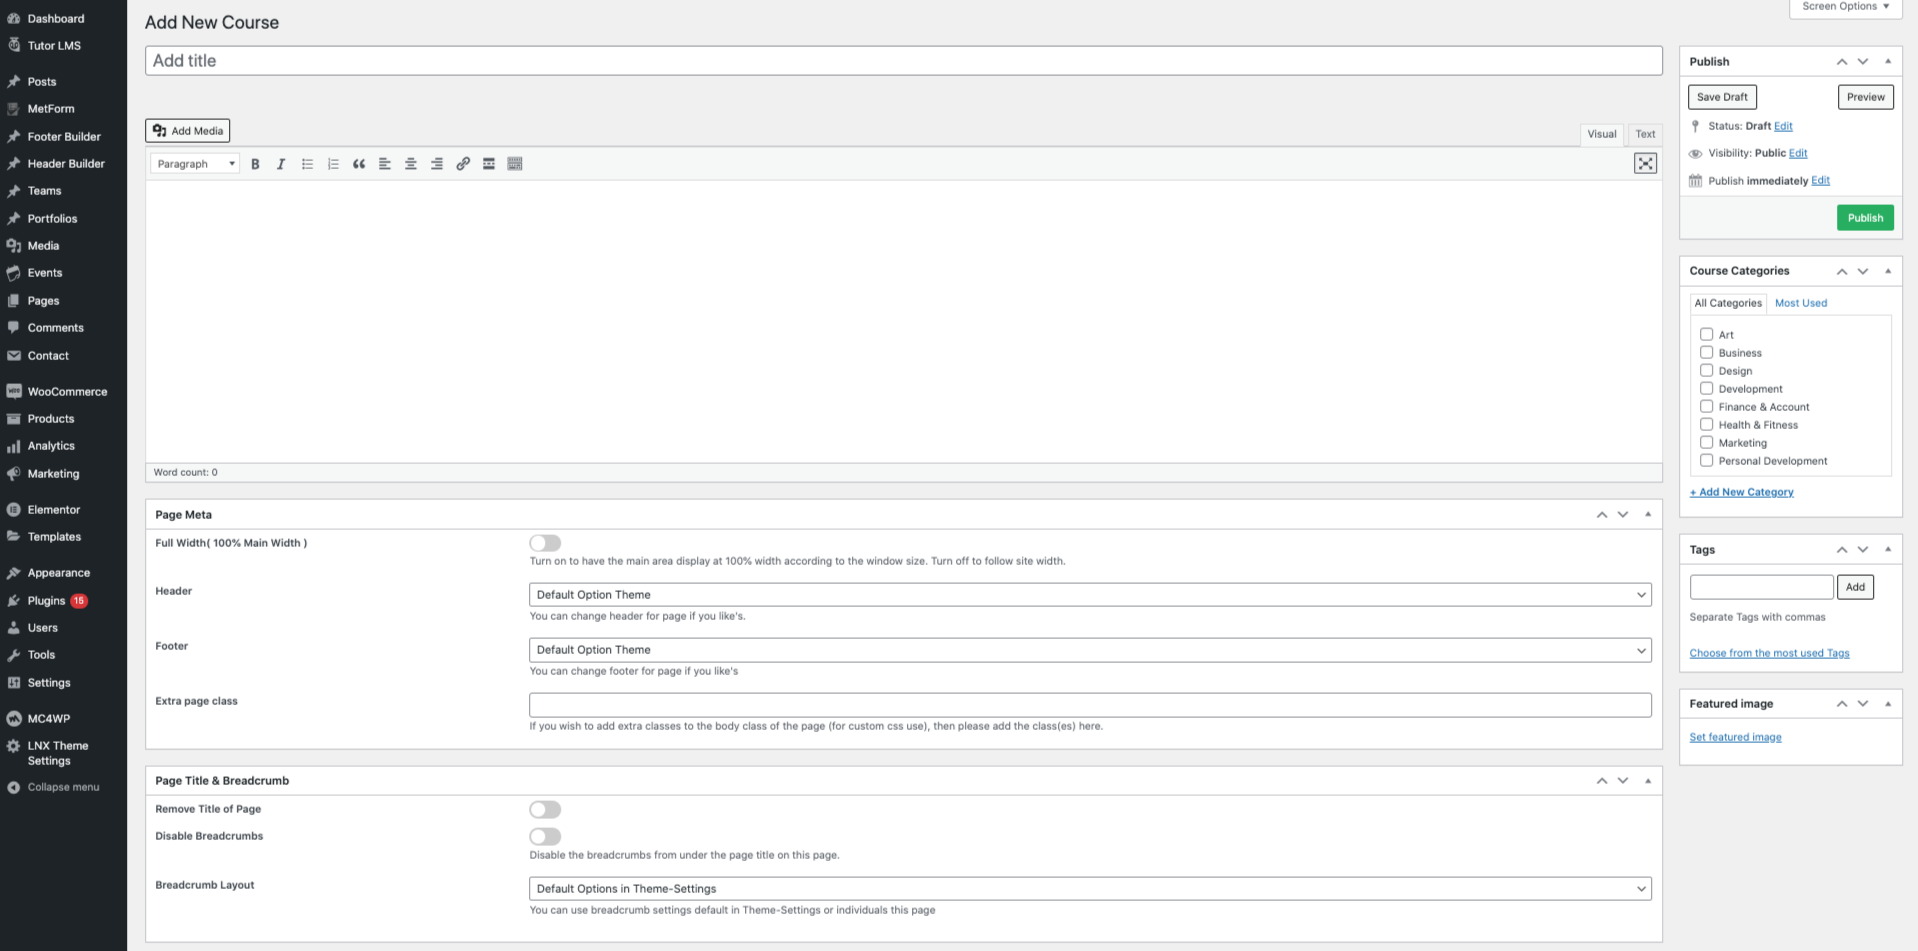 Dashboard
Tutor LMS
Posts
MetForm
Footer Builder
Header Builder
Teams
Portfolios
Media
Events
Pages
Comments
Contact
WooCommerce
Products
Analytics
Marketing
Elementor
Templates
Appearance
Plugins 15
Users
Tools
Settings
MC4WP
LNX Theme
Settings
Collapse menu
Screen Options
Add New Course
Add title
Add Media
Visual Text
Paragraph
Word count: 0
Page Meta
Full Width( 100% Main Width )
Turn on to have the main area display at 100% width according to the window size. Turn off to follow site width.
Header
Default Option Theme
You can change header for page if you like's.
Footer
Default Option Theme
You can change footer for page if you like's
Extra page class
If you wish to add extra classes to the body class of the page (for custom css use), then please add the class(es) here.
Page Title & Breadcrumb
Remove Title of Page
Disable Breadcrumbs
Disable the breadcrumbs from under the page title on this page.
Breadcrumb Layout
Default Options in Theme-Settings
You can use breadcrumb settings default in Theme-Settings or individuals this page
Publish
Save Draft Preview
Status: Draft Edit
Visibility: Public Edit
Publish immediately Edit
Publish
Course Categories
All Categories Most Used
Art
Business
Design
Development
Finance & Account
Health & Fitness
Marketing
Personal Development
+ Add New Category
Tags
Add
Separate Tags with commas
Choose from the most used Tags
Featured image
Set featured image